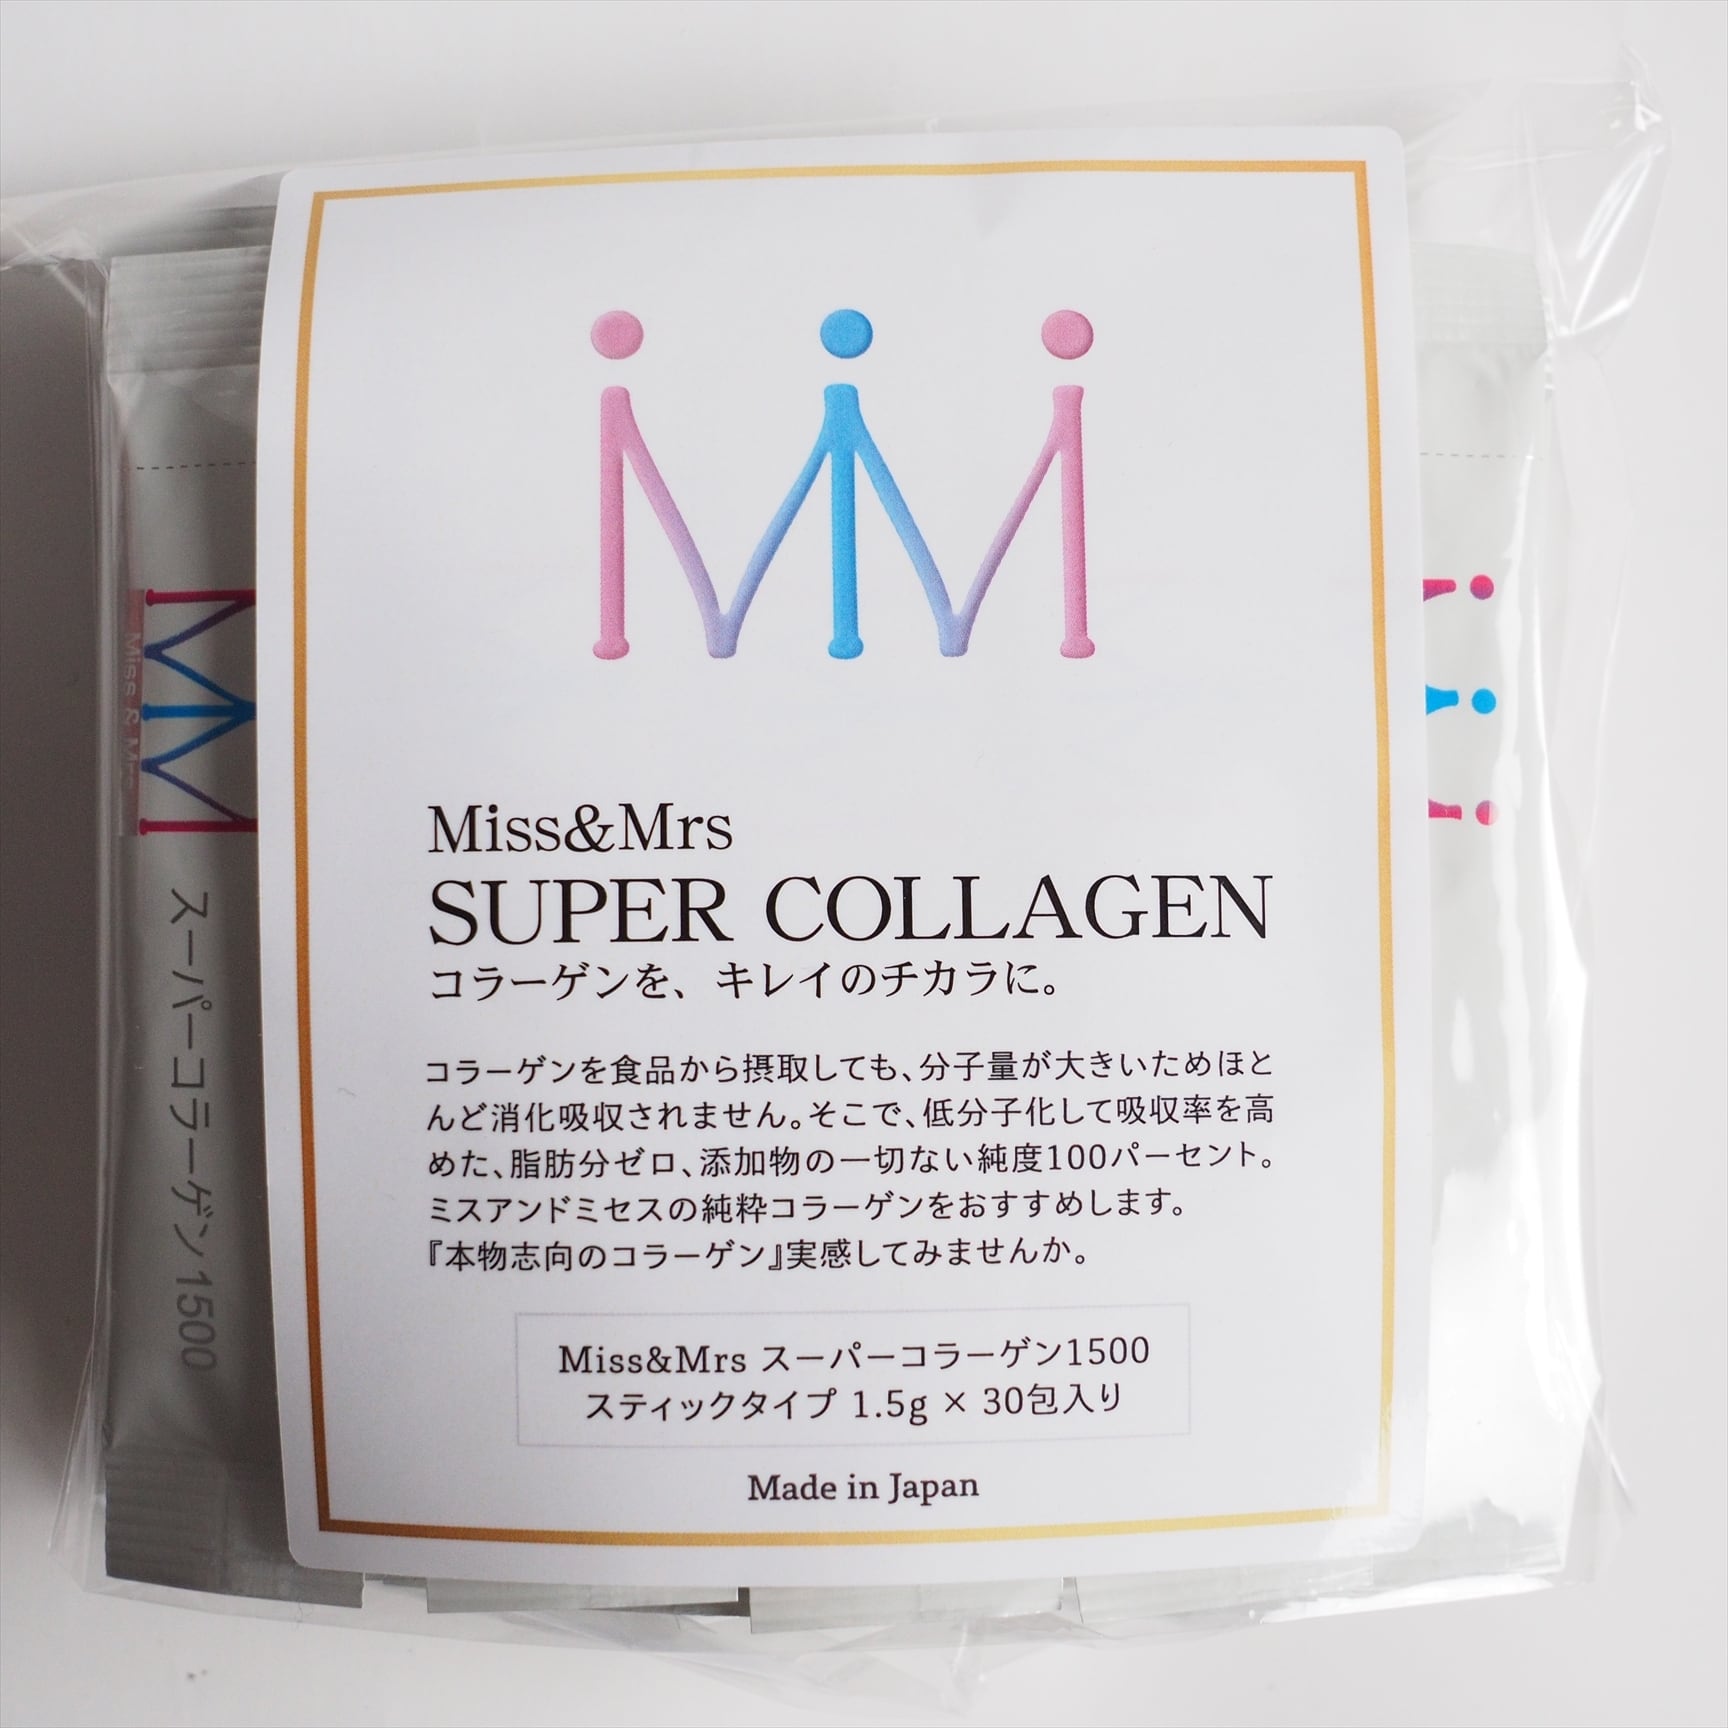 Miss&Mrs
SUPER COLLAGEN
コラーゲンを、キレイのチカラに。
コラーゲンを食品から摂取しても、分子量が大きいためほと
んど消化吸収されません。そこで、低分子化して吸収率を高
めた、脂肪分ゼロ、添加物の一切ない純度100パーセント。
ミスアンドミセスの純粋コラーゲンをおすすめします。
『本物志向のコラーゲン』実感してみませんか。
Miss&Mrs スーパーコラーゲン1500
スティックタイプ 1.5g × 30包入り
Made in Japan
Miss & Mrs
スーパーコラーゲン1500